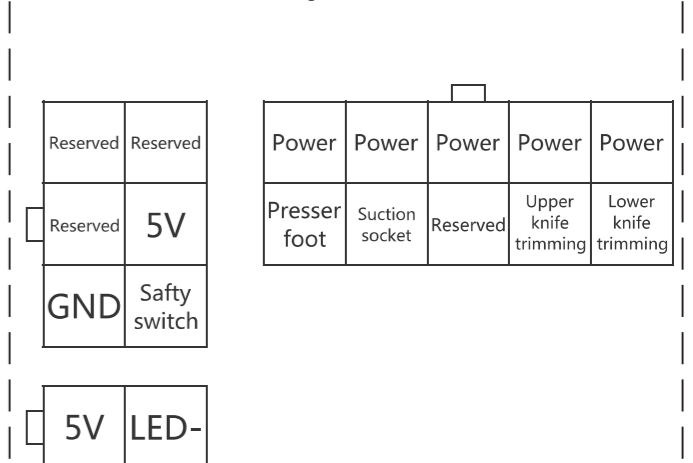 Reserved Reserved
Reserved 5V
GND Safty
switch
5V LED-
Power Power Power Power Power
Presser
foot
Suction
socket
Reserved
Upper
knife
trimming
Lower
knife
trimming